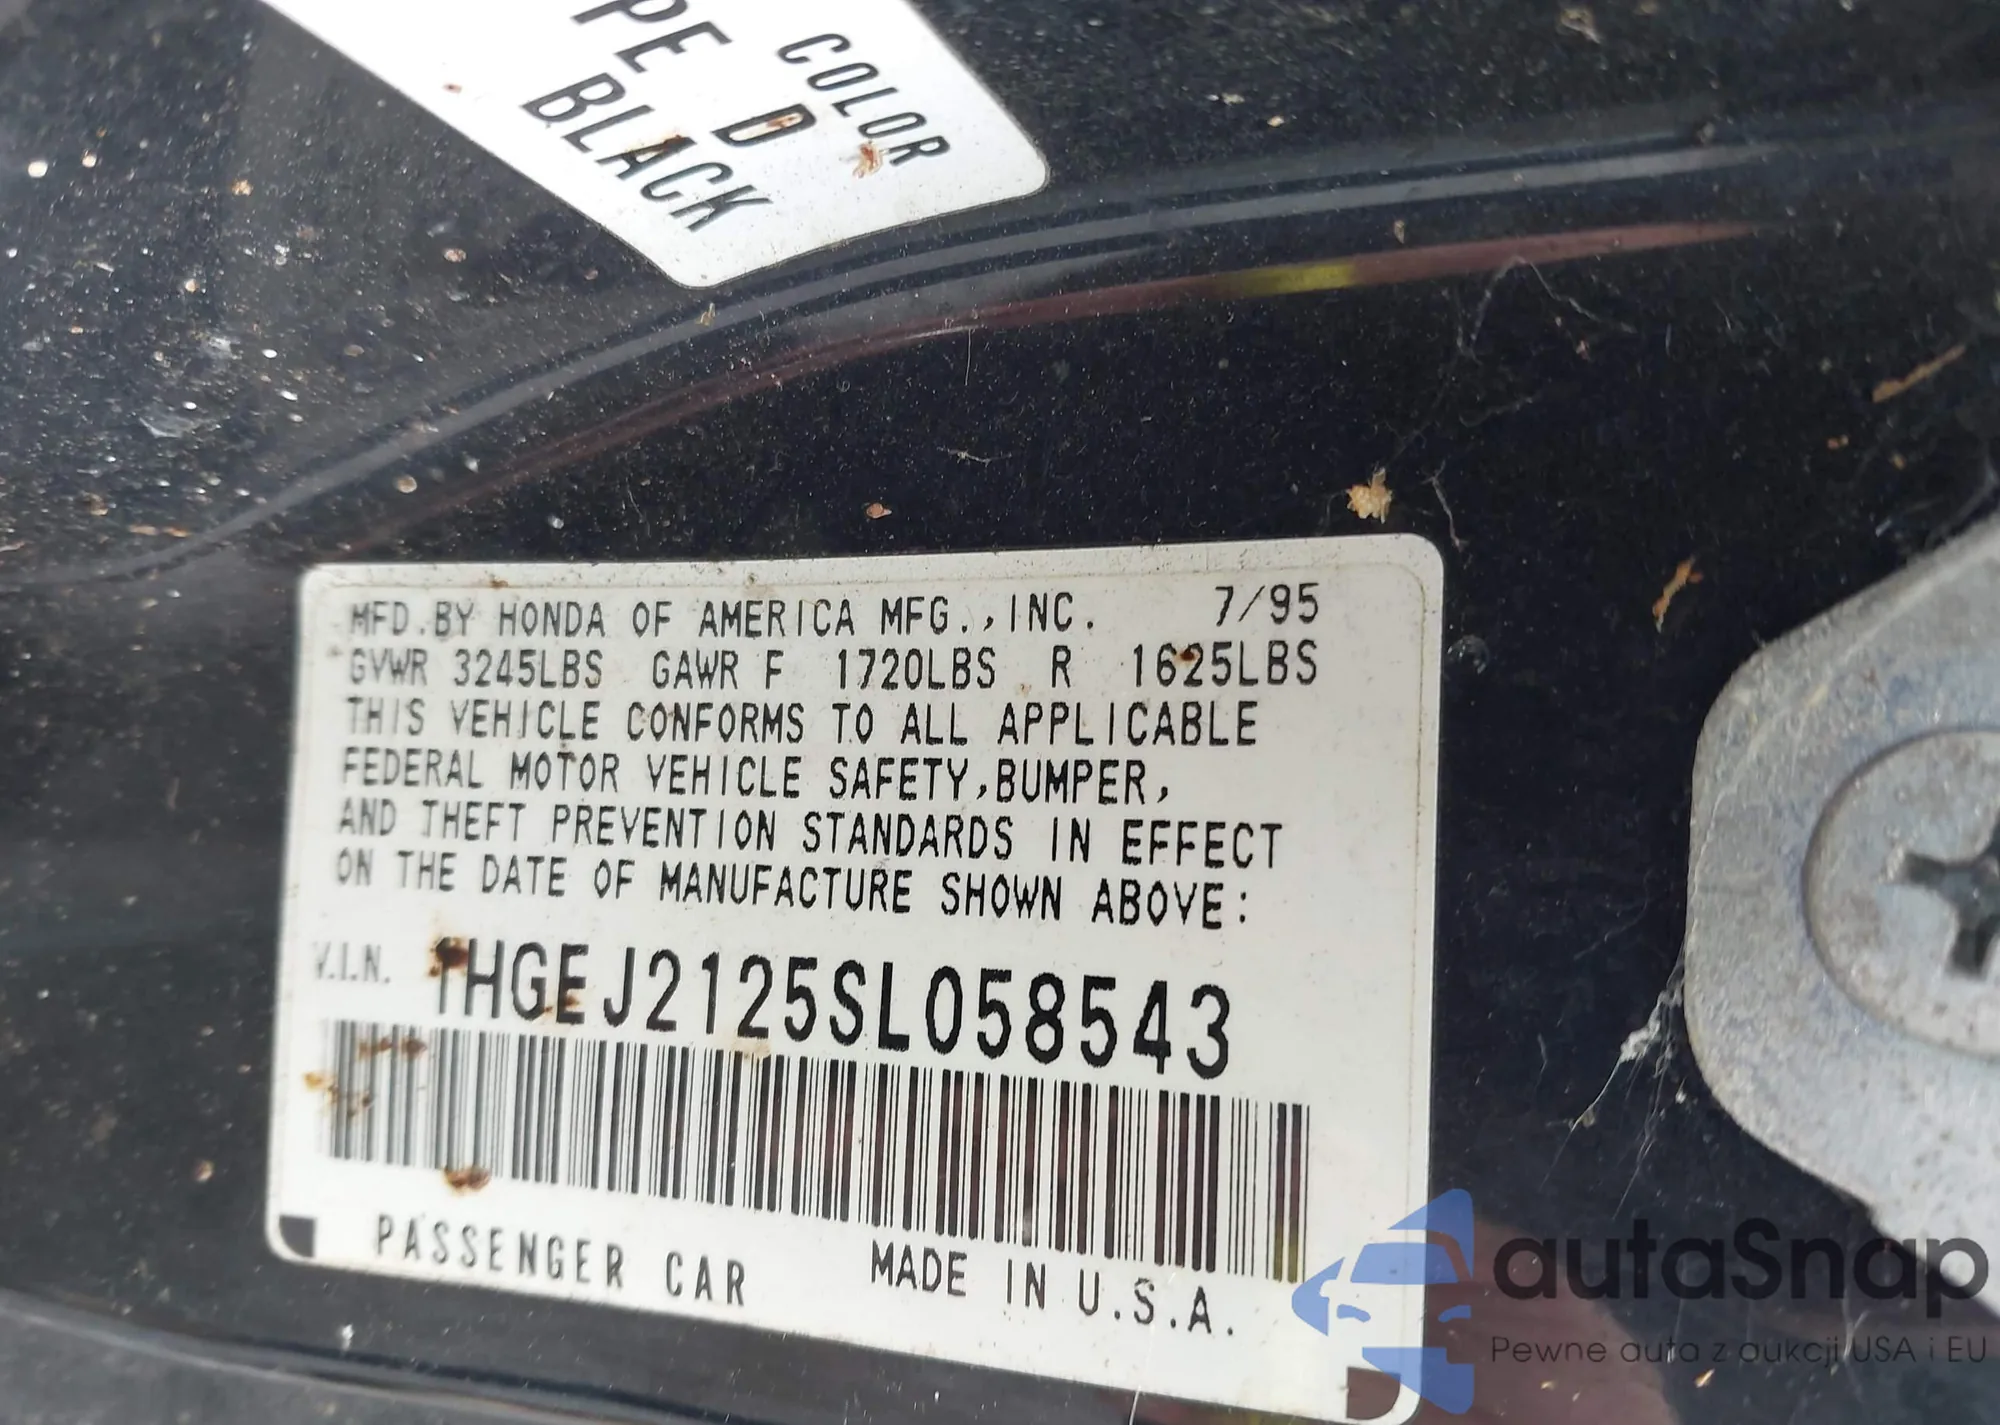 COLOR
PE D
BLACK
MFD.BY HONDA OF AMERICA MFG.,INC. 7/95
GVWR 3245LBS GAWR F 1720LBS R 1625LBS
THIS VEHICLE CONFORMS TO ALL APPLICABLE
FEDERAL MOTOR VEHICLE SAFETY,BUMPER,
AND THEFT PREVENTION STANDARDS IN EFFECT
ON THE DATE OF MANUFACTURE SHOWN ABOVE:
V.I.N. 1HGEJ2125SL058543
PASSENGER CAR MADE IN U.S.A.
autaSnap
Pewne auta z aukcji USA i EU